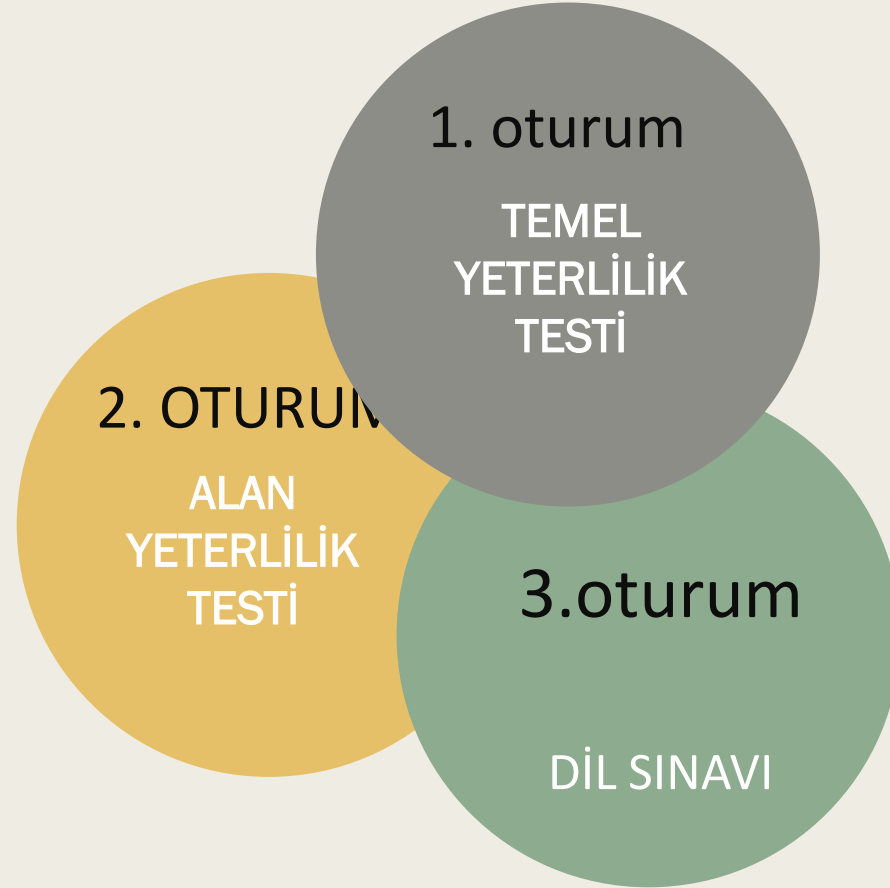 1. oturum
TEMEL
YETERLİLİK
TESTİ
2. OTURUM
ALAN
YETERLİLİK
TESTİ
3.oturum
DİL SINAVI